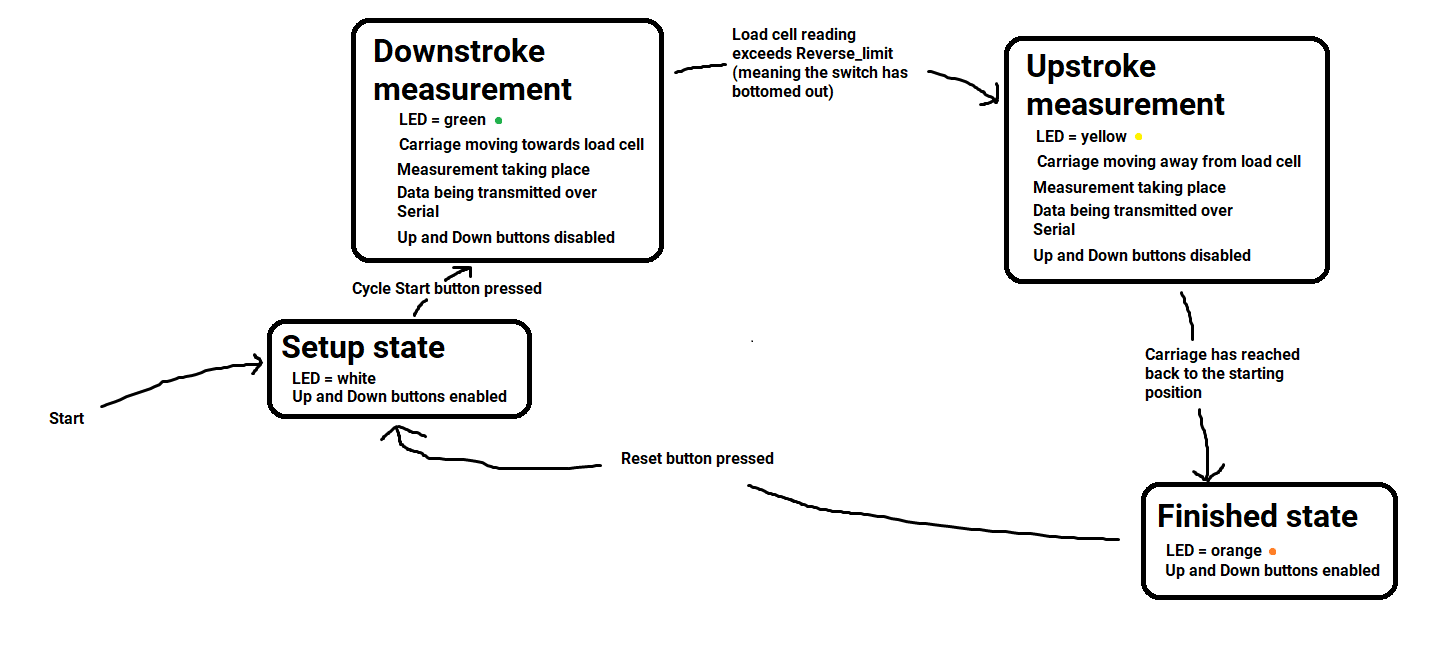 Downstroke
measurement
LED = green
Carriage moving towards load cell
Measurement taking place
Data being transmitted over
Serial
Up and Down buttons disabled
Load cell reading
exceeds Reverse_limit
(meaning the switch has
bottomed out)
Upstroke
measurement
LED = yellow
Carriage moving away from load cell
Measurement taking place
Data being transmitted over
Serial
Up and Down buttons disabled
Cycle Start button pressed
Setup state
LED = white
Up and Down buttons enabled
Start
Carriage has reached
back to the starting
position
Reset button pressed
Finished state
LED = orange
Up and Down buttons enabled